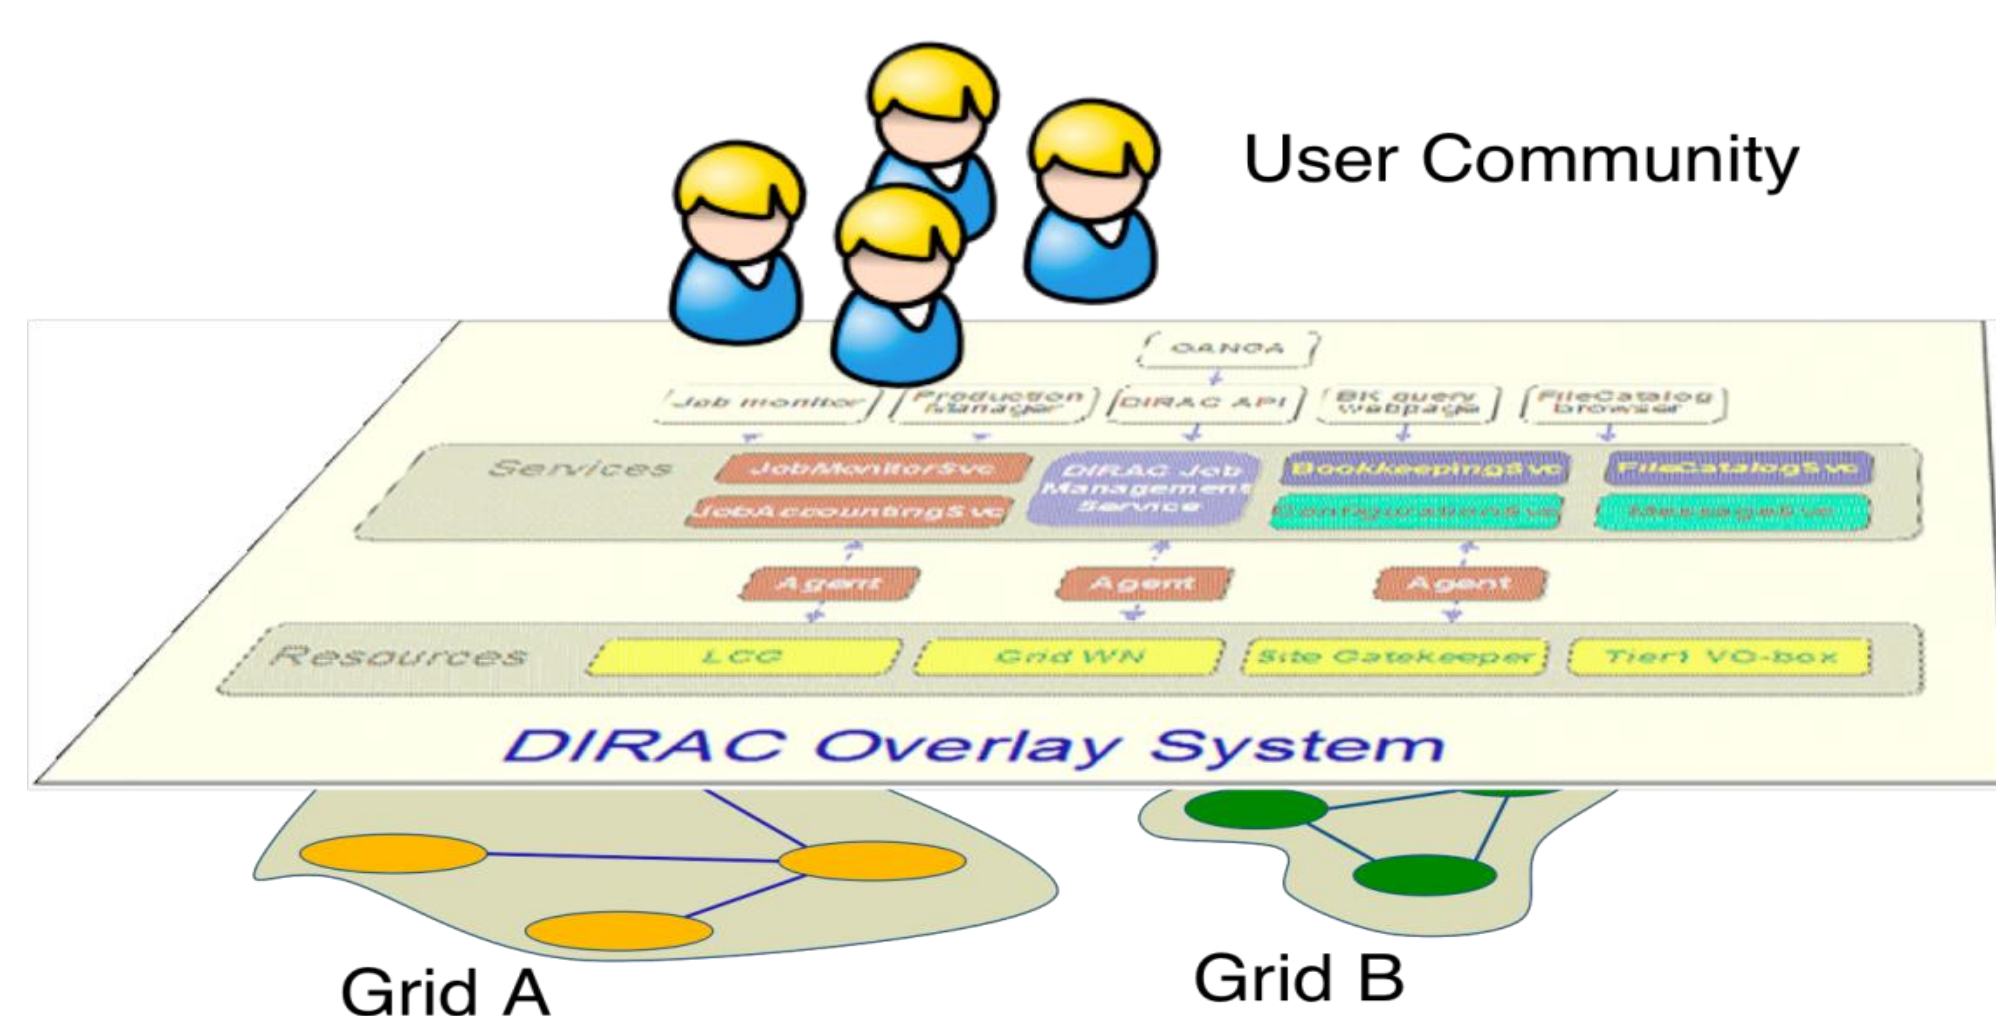 User Community
GANGA
Job monitor
Production
Manager
DIRAC API
BK query
webpage
FileCatalog
browser
Services
JobMonitorSvc
DIRAC Job
Management
Service
BookkeepingSvc
FileCatalogSvc
JobAccountingSvc
ConfigurationSvc
MessageSvc
Agent
Agent
Agent
Resources
LCG
Grid WN
Site Gatekeeper
Tier1 VO-box
DIRAC Overlay System
Grid A
Grid B